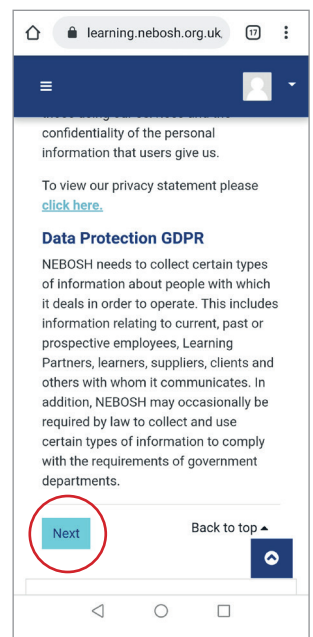 learning.nebosh.org.uk
17
confidentiality of the personal
information that users give us.
To view our privacy statement please
click here.
Data Protection GDPR
NEBOSH needs to collect certain types
of information about people with which
it deals in order to operate. This includes
information relating to current, past or
prospective employees, Learning
Partners, learners, suppliers, clients and
others with whom it communicates. In
addition, NEBOSH may occasionally be
required by law to collect and use
certain types of information to comply
with the requirements of government
departments.
Next
Back to top